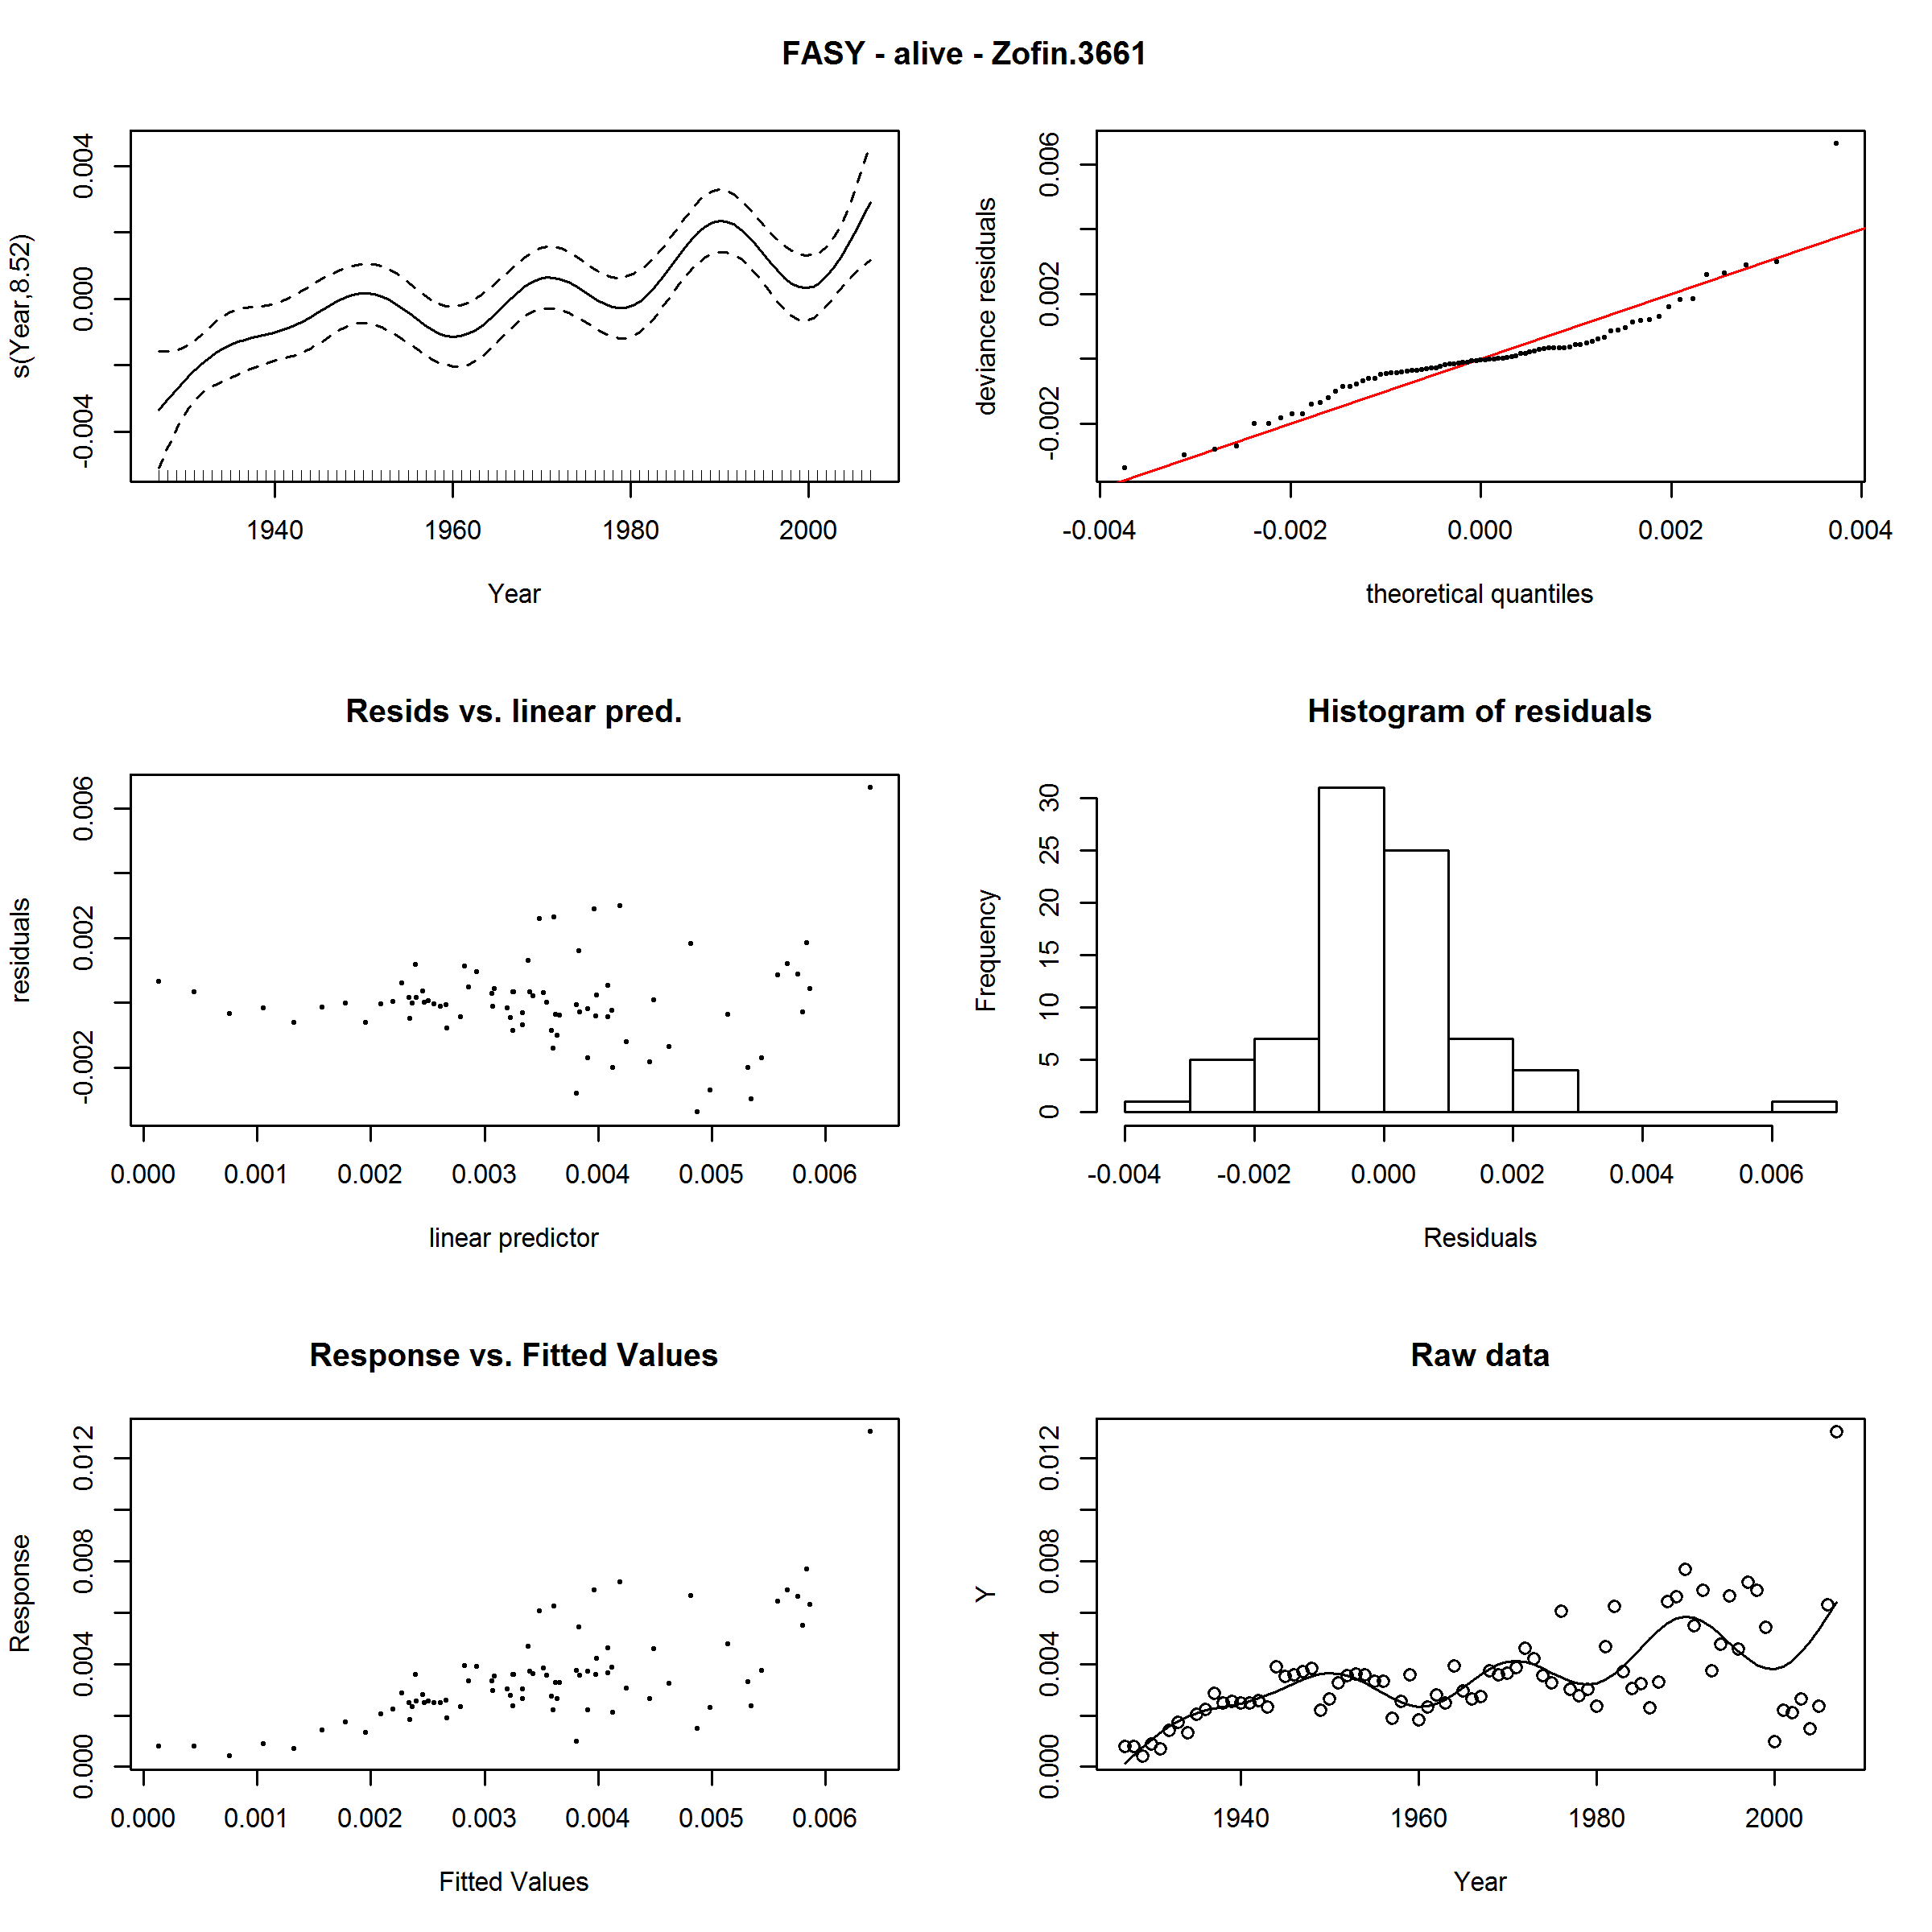 FASY - alive - Zofin.3661
s(Year,8.52)
-0.004 0.000 0.004
1940 1960 1980 2000
Year
deviance residuals
-0.002 0.002 0.006
-0.004 -0.002 0.000 0.002 0.004
theoretical quantiles
Resids vs. linear pred.
residuals
-0.002 0.002 0.006
0.000 0.001 0.002 0.003 0.004 0.005 0.006
linear predictor
Histogram of residuals
Frequency
0 5 10 15 20 25 30
-0.004 -0.002 0.000 0.002 0.004 0.006
Residuals
Response vs. Fitted Values
Response
0.000 0.004 0.008 0.012
0.000 0.001 0.002 0.003 0.004 0.005 0.006
Fitted Values
Raw data
Y
0.000 0.004 0.008 0.012
1940 1960 1980 2000
Year